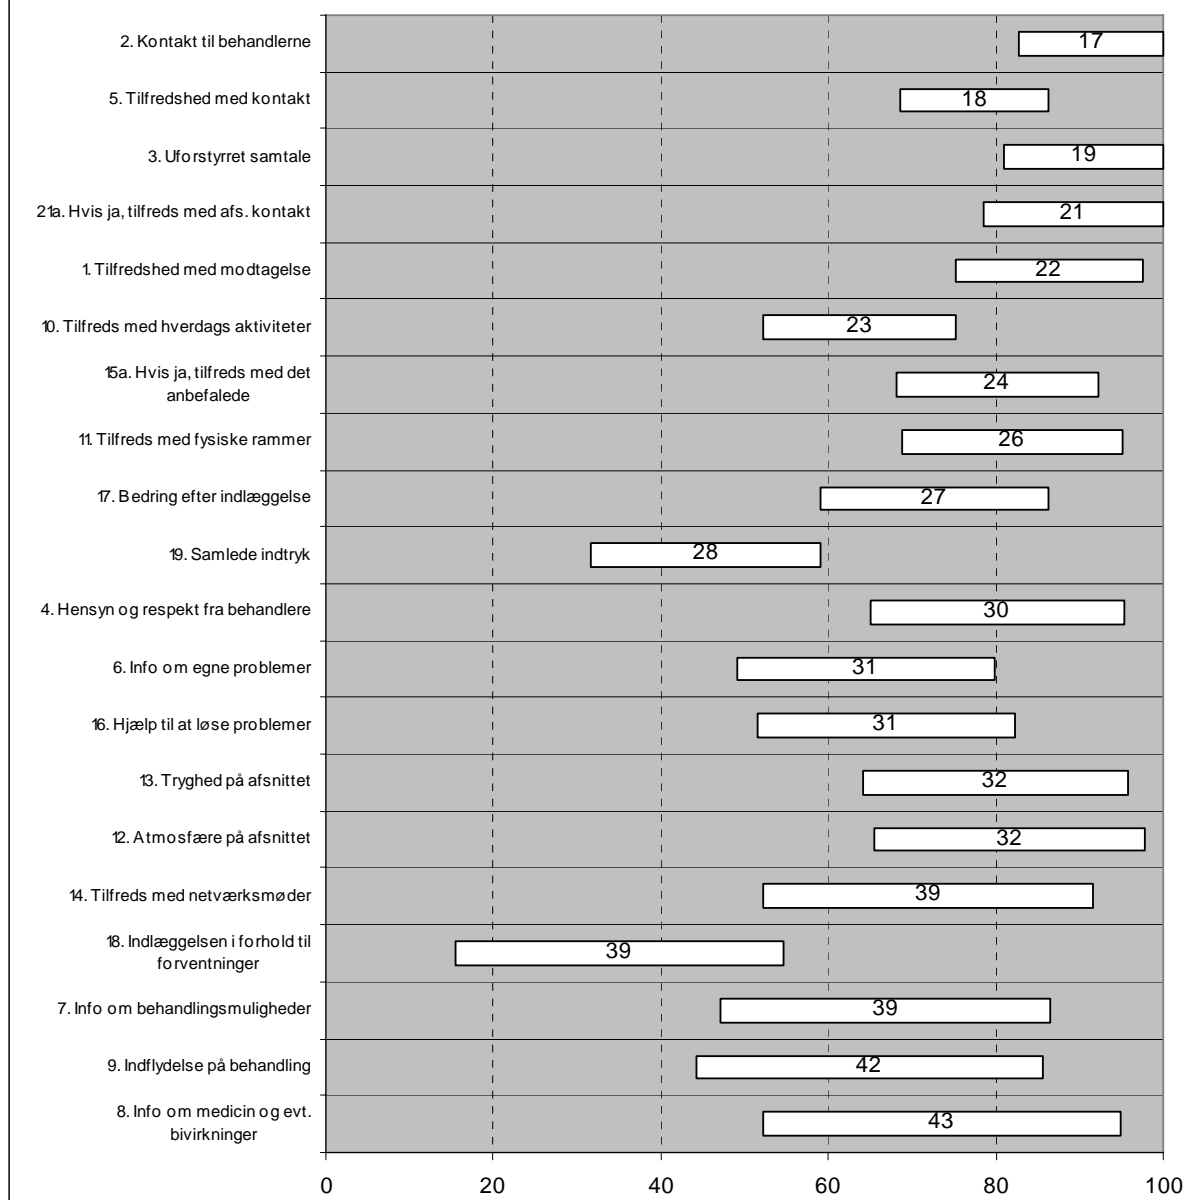 2. Kontakt til behandlerne
17
5. Tilfredshed med kontakt
18
3. Uforstyrret samtale
19
21a. Hvis ja, tilfreds med afs. kontakt
21
1. Tilfredshed med modtagelse
22
10. Tilfreds med hverdags aktiviteter
23
15a. Hvis ja, tilfreds med det
anbefalede
24
11. Tilfreds med fysiske rammer
26
17. Bedring efter indlæggelse
27
19. Samlede indtryk
28
4. Hensyn og respekt fra behandlere
30
6. Info om egne problemer
31
16. Hjælp til at løse problemer
31
13. Tryghed på afsnittet
32
12. Atmosfære på afsnittet
32
14. Tilfreds med netværksmøder
39
18. Indlæggelsen i forhold til
forventninger
39
7. Info om behandlingsmuligheder
39
9. Indflydelse på behandling
42
8. Info om medicin og evt.
bivirkninger
43
0 20 40 60 80 100